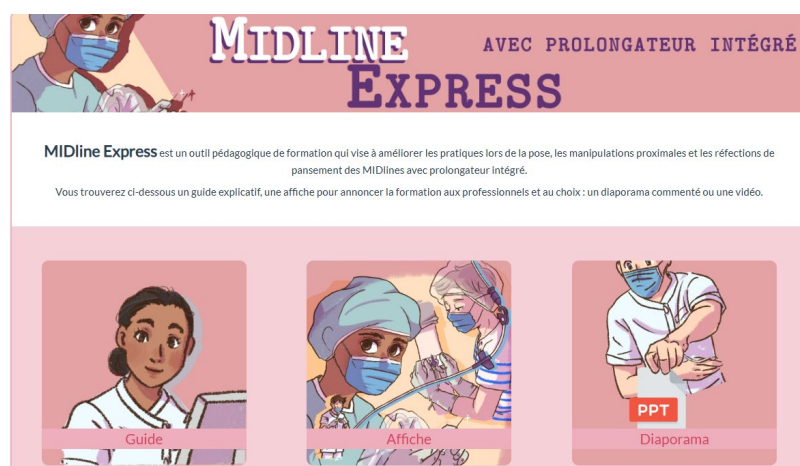 MIDLINE
EXPRESS
AVEC PROLONGATEUR INTÉGRÉ
MIDline Express est un outil pédagogique de formation qui vise à améliorer les pratiques lors de la pose, les manipulations proximales et les réfections de
pansement des MIDlines avec prolongateur intégré.
Vous trouverez ci-dessous un guide explicatif, une affiche pour annoncer la formation aux professionnels et au choix : un diaporama commenté ou une vidéo.
Guide
Affiche
PPT
Diaporama